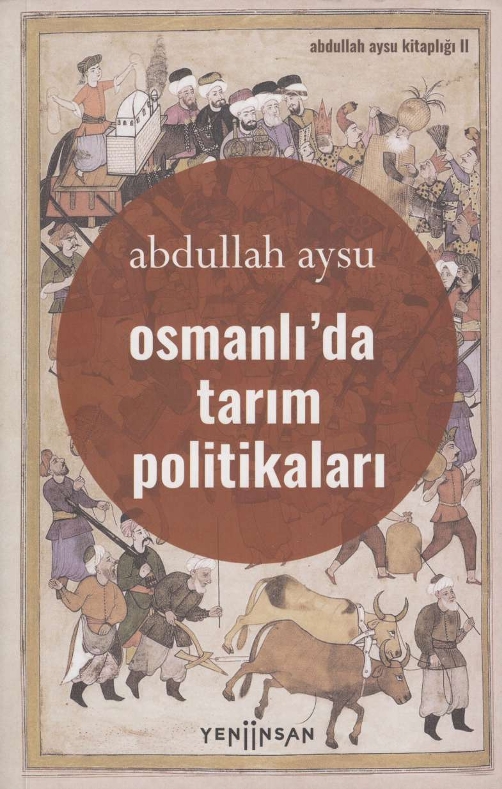 abdullah aysu kitaplığı II
abdullah aysu
osmanlı'da
tarım
politikaları
YENİİNSAN